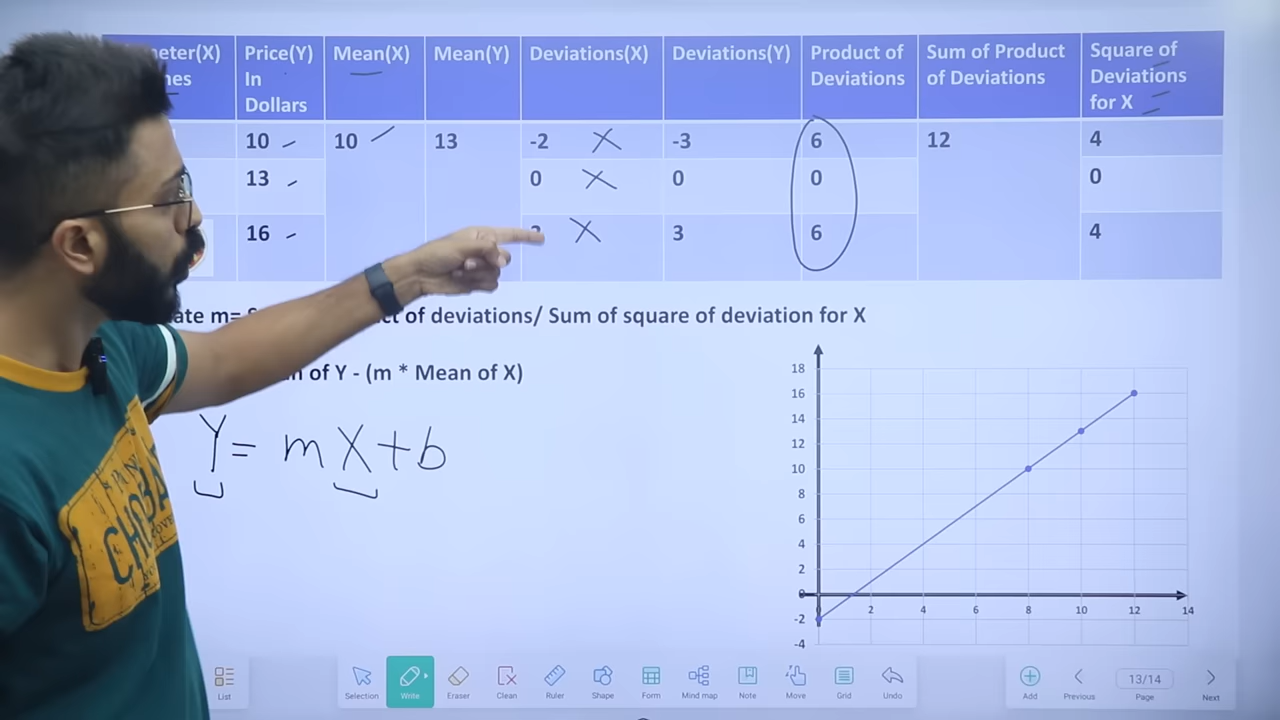 Price(Y) In Dollars
Mean(X)
Mean(Y)
Deviations(X)
Deviations(Y)
Product of Deviations
Sum of Product of Deviations
Square of Deviations for X
10 10 13 -2 -3 6 12 4
13 0 0 0 0
16 3 6 4
of deviations/ Sum of square of deviation for X
of Y - (m * Mean of X)
Y = mX+b
18
16
14
12
10
8
6
4
2
0
-2
-4
2 4 6 8 10 12 14
List
Selection
Write
Eraser
Clean
Ruler
Shape
Form
Mind map
Note
Move
Grid
Undo
Add
Previous
13/14
Page
Next